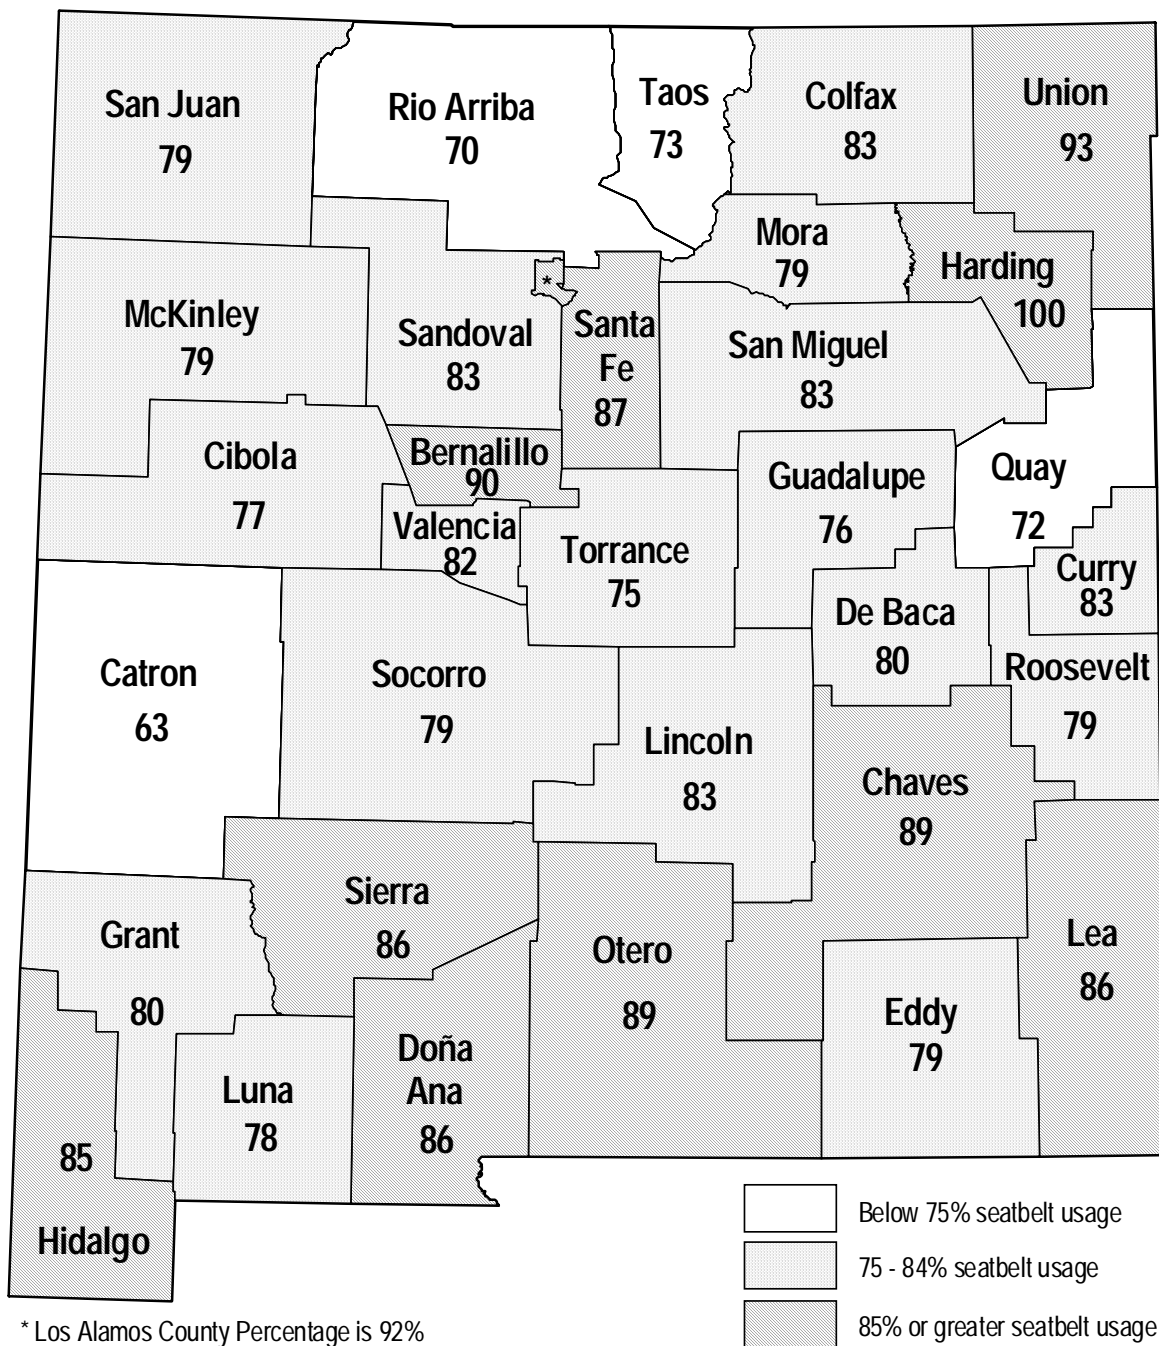 San Juan
79
Rio Arriba
70
Taos
73
Colfax
83
Union
93
Mora
79
Harding
100
McKinley
79
Sandoval
83
*
Santa
Fe
87
San Miguel
83
Cibola
77
Bernalillo
90
Guadalupe
76
Quay
72
Valencia
82
Torrance
75
Curry
83
De Baca
80
Roosevelt
79
Catron
63
Socorro
79
Lincoln
83
Chaves
89
Sierra
86
Grant
80
Otero
89
Lea
86
Eddy
79
Doña
Ana
86
Luna
78
85
Hidalgo
Below 75% seatbelt usage
75 - 84% seatbelt usage
85% or greater seatbelt usage
* Los Alamos County Percentage is 92%